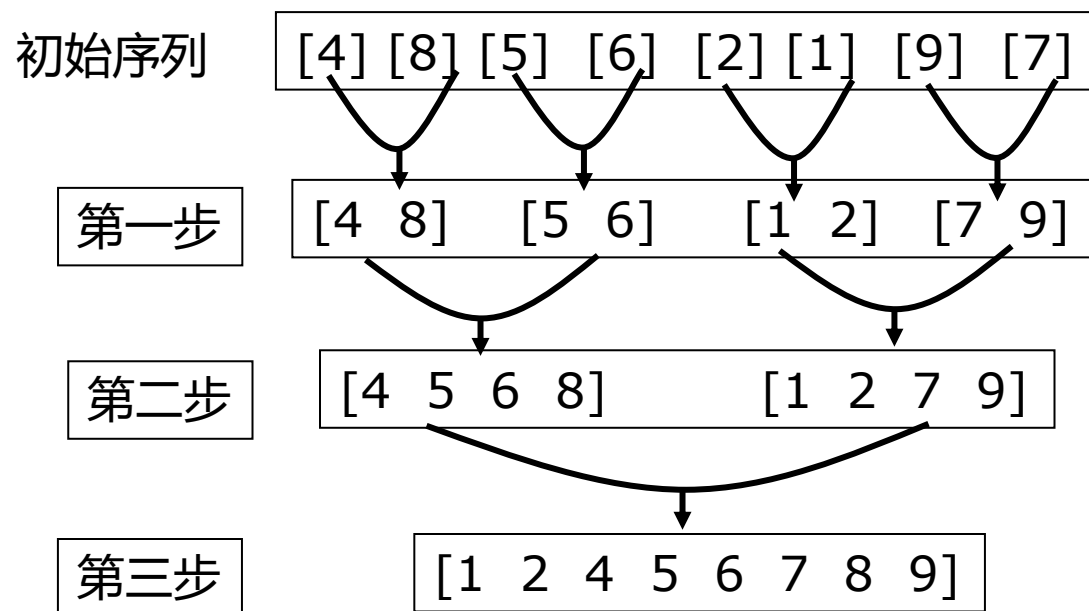 初始序列 [4] [8] [5] [6] [2] [1] [9] [7]
第一步 [4 8] [5 6] [1 2] [7 9]
第二步 [4 5 6 8] [1 2 7 9]
第三步 [1 2 4 5 6 7 8 9]